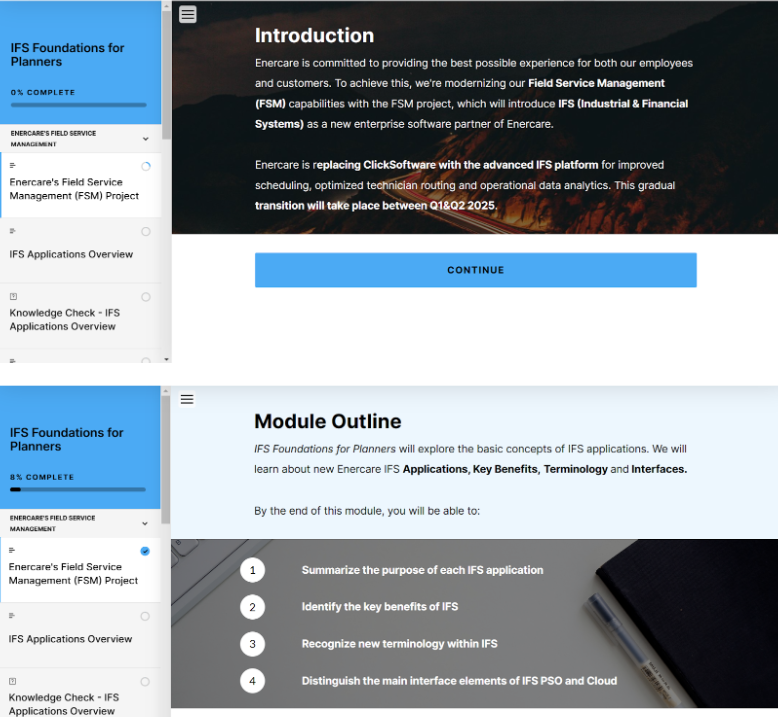 IFS Foundations for
Planners
0% COMPLETE
ENERCARE'S FIELD SERVICE
MANAGEMENT
Enercare's Field Service
Management (FSM) Project
IFS Applications Overview
Knowledge Check - IFS
Applications Overview
Introduction
Enercare is committed to providing the best possible experience for both our employees
and customers. To achieve this, we're modernizing our Field Service Management
(FSM) capabilities with the FSM project, which will introduce IFS (Industrial & Financial
Systems) as a new enterprise software partner of Enercare.
Enercare is replacing ClickSoftware with the advanced IFS platform for improved
scheduling, optimized technician routing and operational data analytics. This gradual
transition will take place between Q1&Q2 2025.
CONTINUE
IFS Foundations for
Planners
8% COMPLETE
ENERCARE'S FIELD SERVICE
MANAGEMENT
Enercare's Field Service
Management (FSM) Project
IFS Applications Overview
Knowledge Check - IFS
Applications Overview
Module Outline
IFS Foundations for Planners will explore the basic concepts of IFS applications. We will
learn about new Enercare IFS Applications, Key Benefits, Terminology and Interfaces.
By the end of this module, you will be able to:
1 Summarize the purpose of each IFS application
2 Identify the key benefits of IFS
3 Recognize new terminology within IFS
4 Distinguish the main interface elements of IFS PSO and Cloud